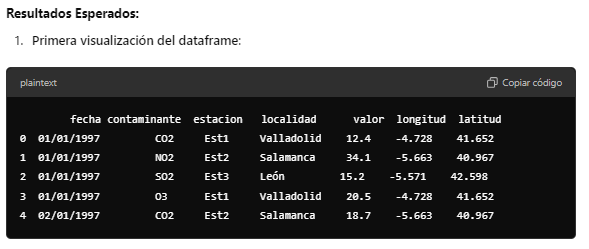 Resultados Esperados:
1. Primera visualización del dataframe:
plaintext Copiar código
fecha contaminante estacion localidad valor longitud latitud
0 01/01/1997 CO2 Est1 Valladolid 12.4 -4.728 41.652
1 01/01/1997 NO2 Est2 Salamanca 34.1 -5.663 40.967
2 01/01/1997 SO2 Est3 León 15.2 -5.571 42.598
3 01/01/1997 O3 Est1 Valladolid 20.5 -4.728 41.652
4 02/01/1997 CO2 Est2 Salamanca 18.7 -5.663 40.967